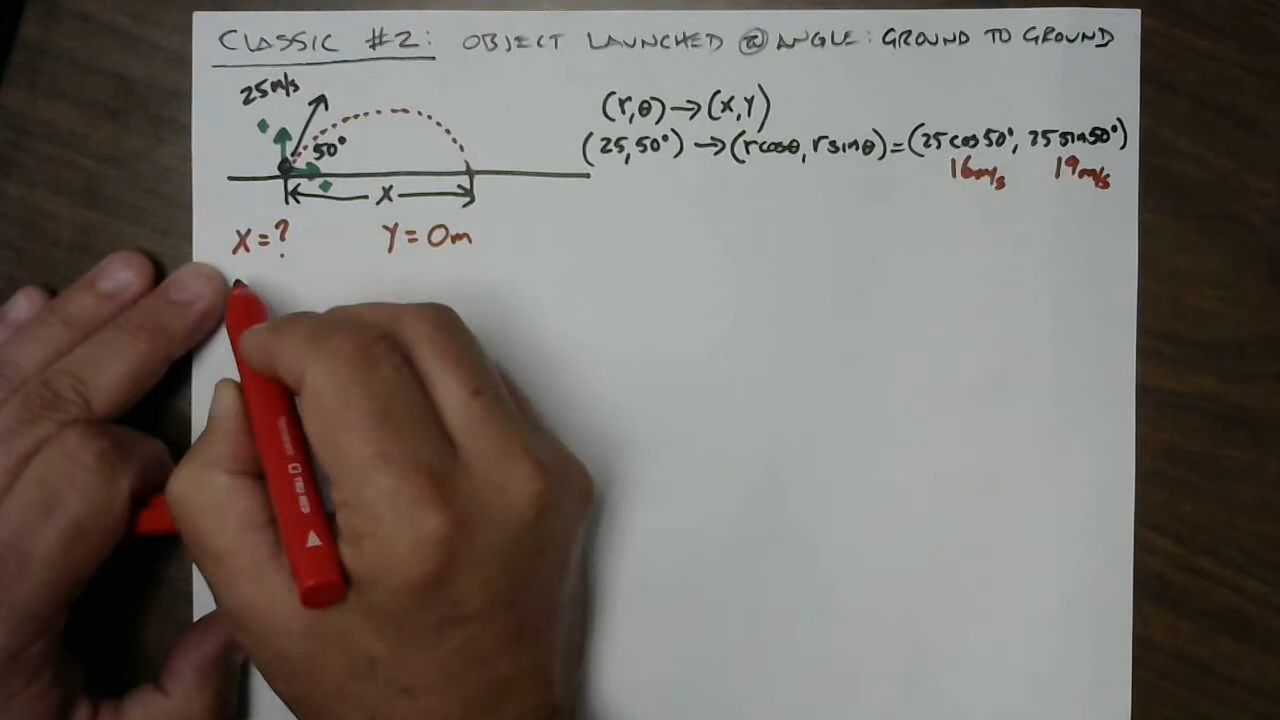 CLASSIC #2: OBJECT LAUNCHED @ ANGLE: GROUND TO GROUND
25m/s
50°
X
X=? Y=0m
(r,θ)→(X,Y)
(25,50°)→(rcosθ, rsinθ)=(25cos50°, 25sin50°)
16m/s 19m/s